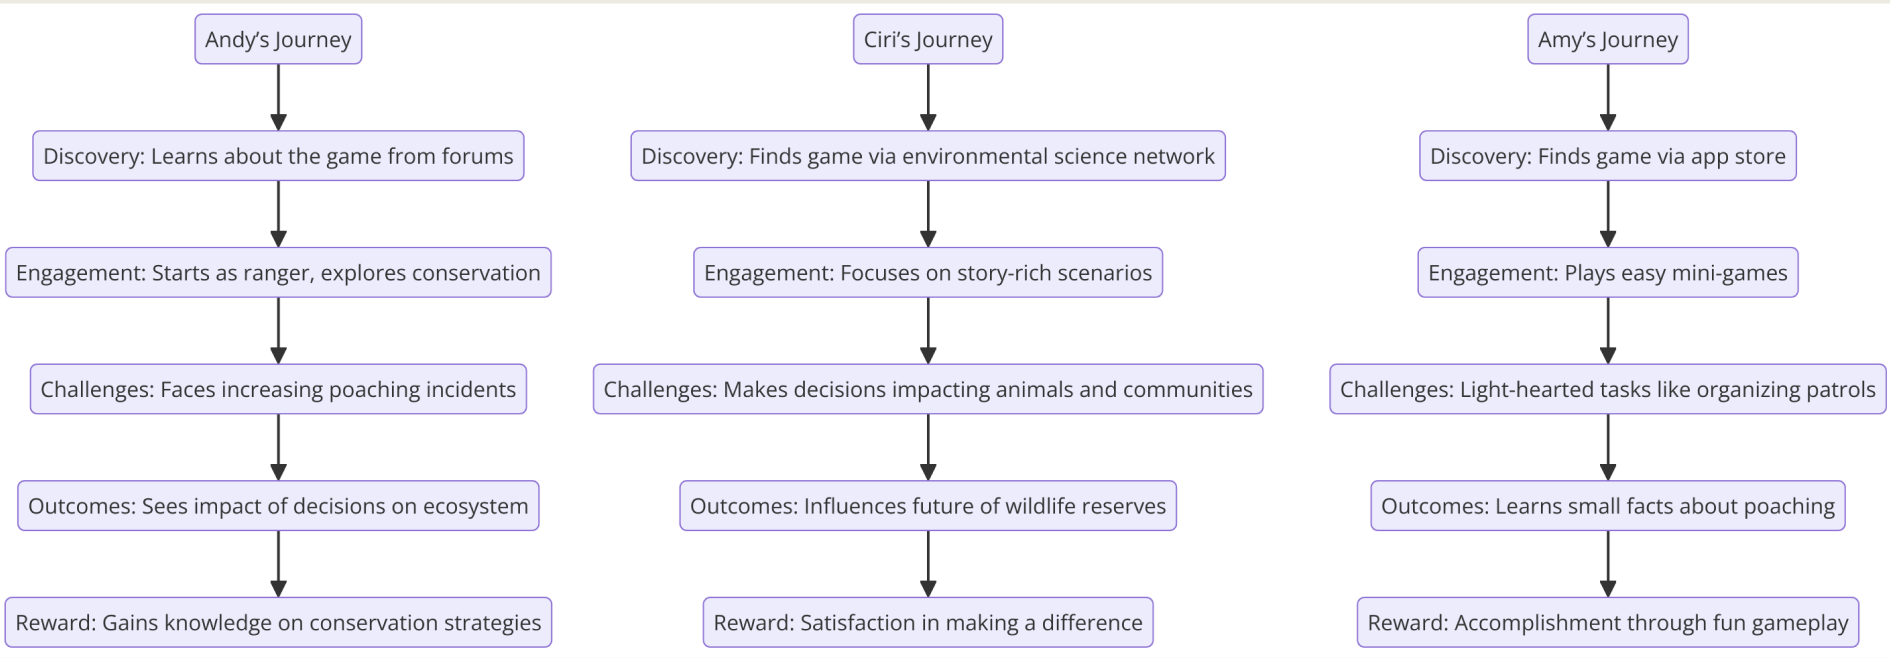 Andy’s Journey
Discovery: Learns about the game from forums
Engagement: Starts as ranger, explores conservation
Challenges: Faces increasing poaching incidents
Outcomes: Sees impact of decisions on ecosystem
Reward: Gains knowledge on conservation strategies
Ciri’s Journey
Discovery: Finds game via environmental science network
Engagement: Focuses on story-rich scenarios
Challenges: Makes decisions impacting animals and communities
Outcomes: Influences future of wildlife reserves
Reward: Satisfaction in making a difference
Amy’s Journey
Discovery: Finds game via app store
Engagement: Plays easy mini-games
Challenges: Light-hearted tasks like organizing patrols
Outcomes: Learns small facts about poaching
Reward: Accomplishment through fun gameplay